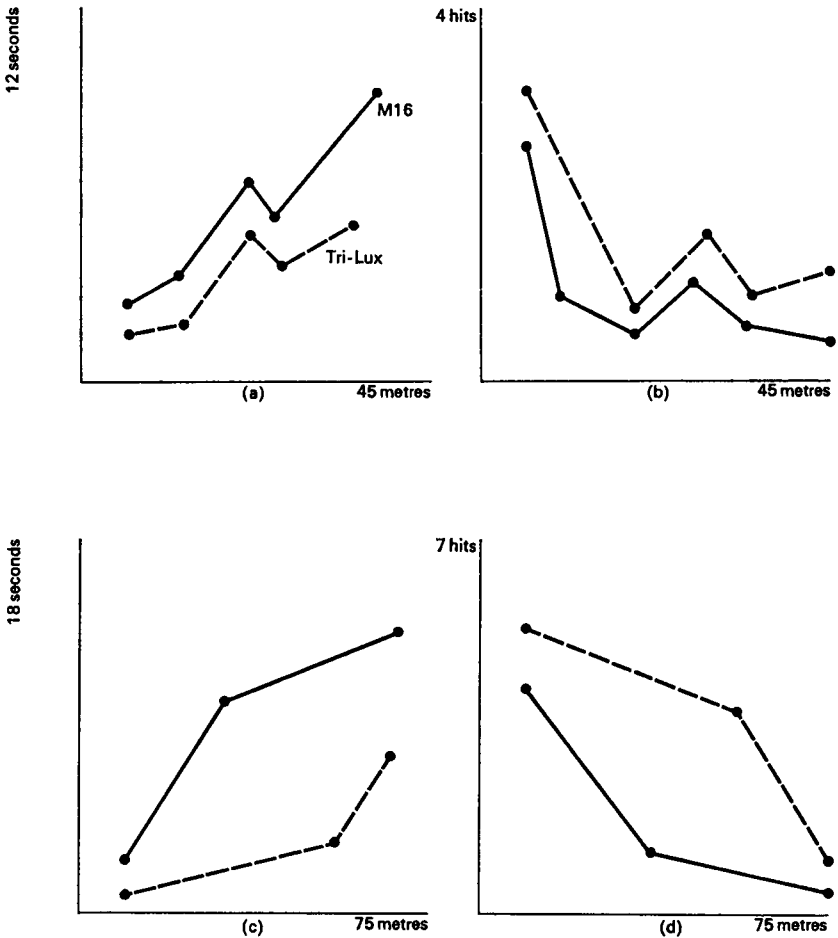 12 seconds
4 hits
M16
Tri-Lux
(a)
45 metres
(b)
45 metres
18 seconds
7 hits
(c)
75 metres
(d)
75 metres